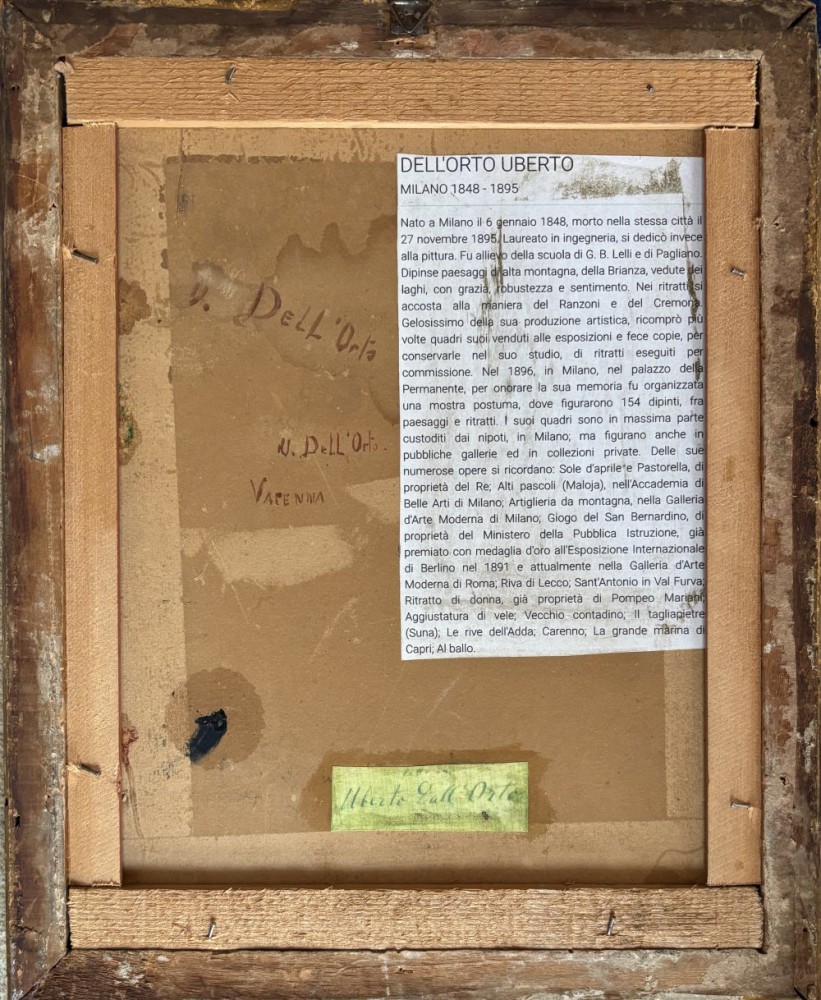 DELL'ORTO UBERTO
MILANO 1848 - 1895
Nato a Milano il 6 gennaio 1848, morto nella stessa città il
27 novembre 1895. Laureato in ingegneria, si dedicò invece
alla pittura. Fu allievo della scuola di G. B. Lelli e di Pagliano.
Dipinse paesaggi di alta montagna, della Brianza, vedute dei
laghi, con grazia, robustezza e sentimento. Nei ritratti si
accosta alla maniera del Ranzoni e del Cremona.
Gelosissimo della sua produzione artistica, ricomprò più
volte quadri suoi venduti alle esposizioni e fece copie, per
conservarle nel suo studio, di ritratti eseguiti per
commissione. Nel 1896, in Milano, nel palazzo della
Permanente, per onorare la sua memoria fu organizzata
una mostra postuma, dove figurarono 154 dipinti, fra
paesaggi e ritratti. I suoi quadri sono in massima parte
custoditi dai nipoti, in Milano; ma figurano anche in
pubbliche gallerie ed in collezioni private. Delle sue
numerose opere si ricordano: Sole d'aprile e Pastorella, di
proprietà del Re; Alti pascoli (Maloja), nell'Accademia di
Belle Arti di Milano; Artiglieria da montagna, nella Galleria
d'Arte Moderna di Milano; Giogo del San Bernardino, di
proprietà del Ministero della Pubblica Istruzione, già
premiato con medaglia d'oro all'Esposizione Internazionale
di Berlino nel 1891 e attualmente nella Galleria d'Arte
Moderna di Roma; Riva di Lecco; Sant'Antonio in Val Furva;
Ritratto di donna, già proprietà di Pompeo Mariani;
Aggiustatura di vele; Vecchio contadino; Il tagliapietre
(Suna); Le rive dell'Adda; Carenno; La grande marina di
Capri; Al ballo.
U. DELL'Orto
U. DELL'Orto.
VARENNA
Uberto Dell'Orto